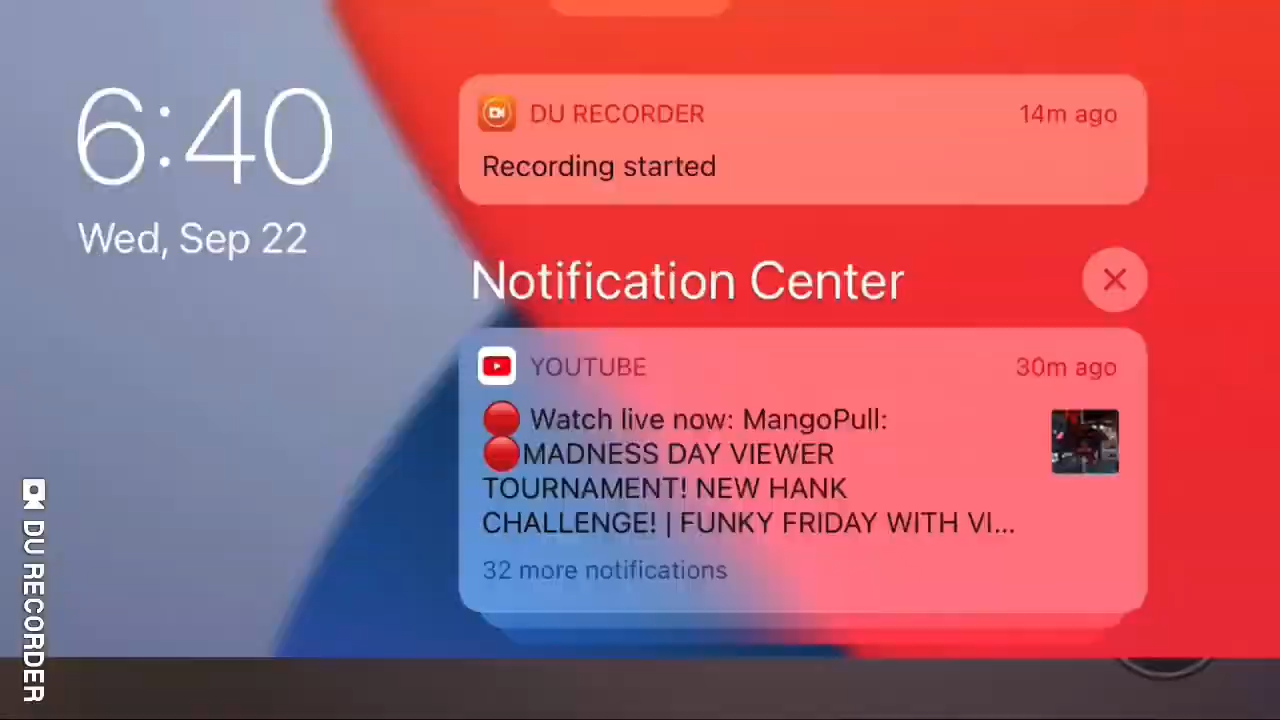 6:40
Wed, Sep 22
DU RECORDER
14m ago
Recording started
Notification Center
YOUTUBE
30m ago
🔴 Watch live now: MangoPull:
🔴MADNESS DAY VIEWER
TOURNAMENT! NEW HANK
CHALLENGE! | FUNKY FRIDAY WITH VI...
32 more notifications
DU RECORDER